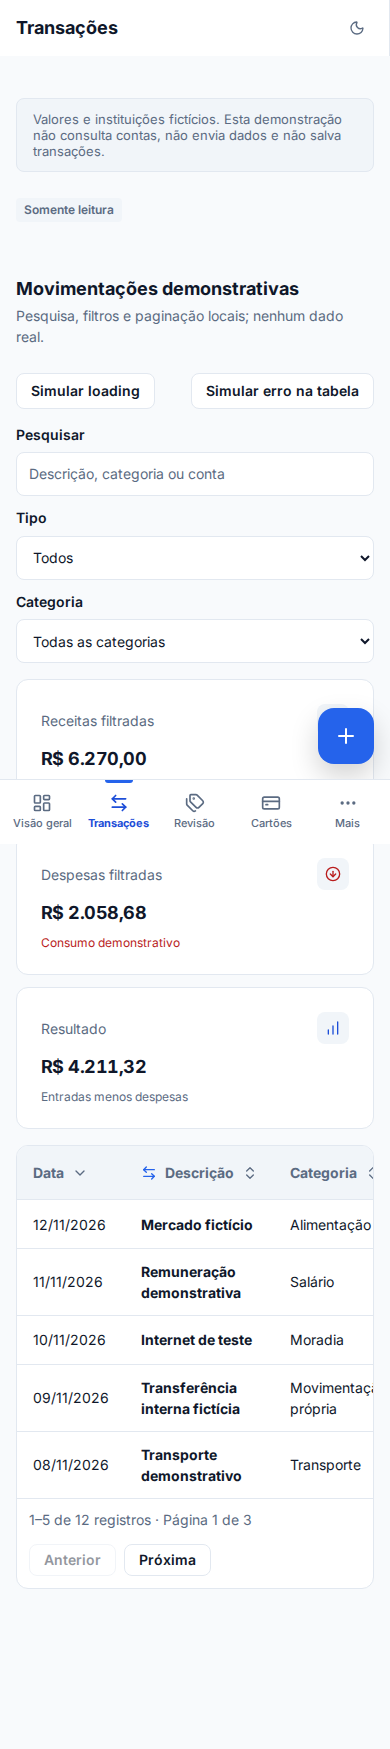 Transações
Valores e instituições fictícios. Esta demonstração
não consulta contas, não envia dados e não salva
transações.
Somente leitura
Movimentações demonstrativas
Pesquisa, filtros e paginação locais; nenhum dado
real.
Simular loading
Simular erro na tabela
Pesquisar
Descrição, categoria ou conta
Tipo
Todos
Categoria
Todas as categorias
Receitas filtradas
R$ 6.270,00
Visão geral
Transações
Revisão
Cartões
Mais
Despesas filtradas
R$ 2.058,68
Consumo demonstrativo
Resultado
R$ 4.211,32
Entradas menos despesas
Data Descrição Categoria
12/11/2026 Mercado fictício Alimentação
11/11/2026 Remuneração
demonstrativa Salário
10/11/2026 Internet de teste Moradia
09/11/2026 Transferência
interna fictícia Movimentaç
própria
08/11/2026 Transporte
demonstrativo Transporte
1–5 de 12 registros · Página 1 de 3
Anterior
Próxima